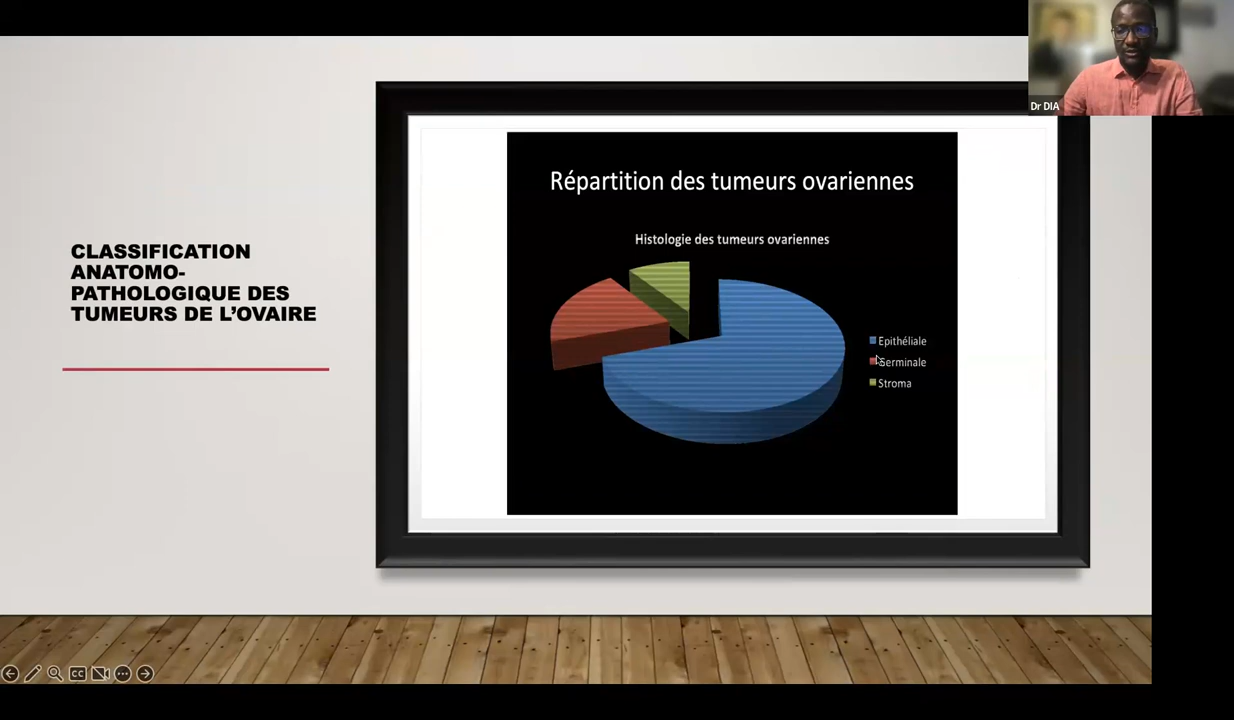 Dr DIA
CLASSIFICATION
ANATOMO-
PATHOLOGIQUE DES
TUMEURS DE L’OVAIRE
Répartition des tumeurs ovariennes
Histologie des tumeurs ovariennes
Epithéliale
Germinale
Stroma
CC